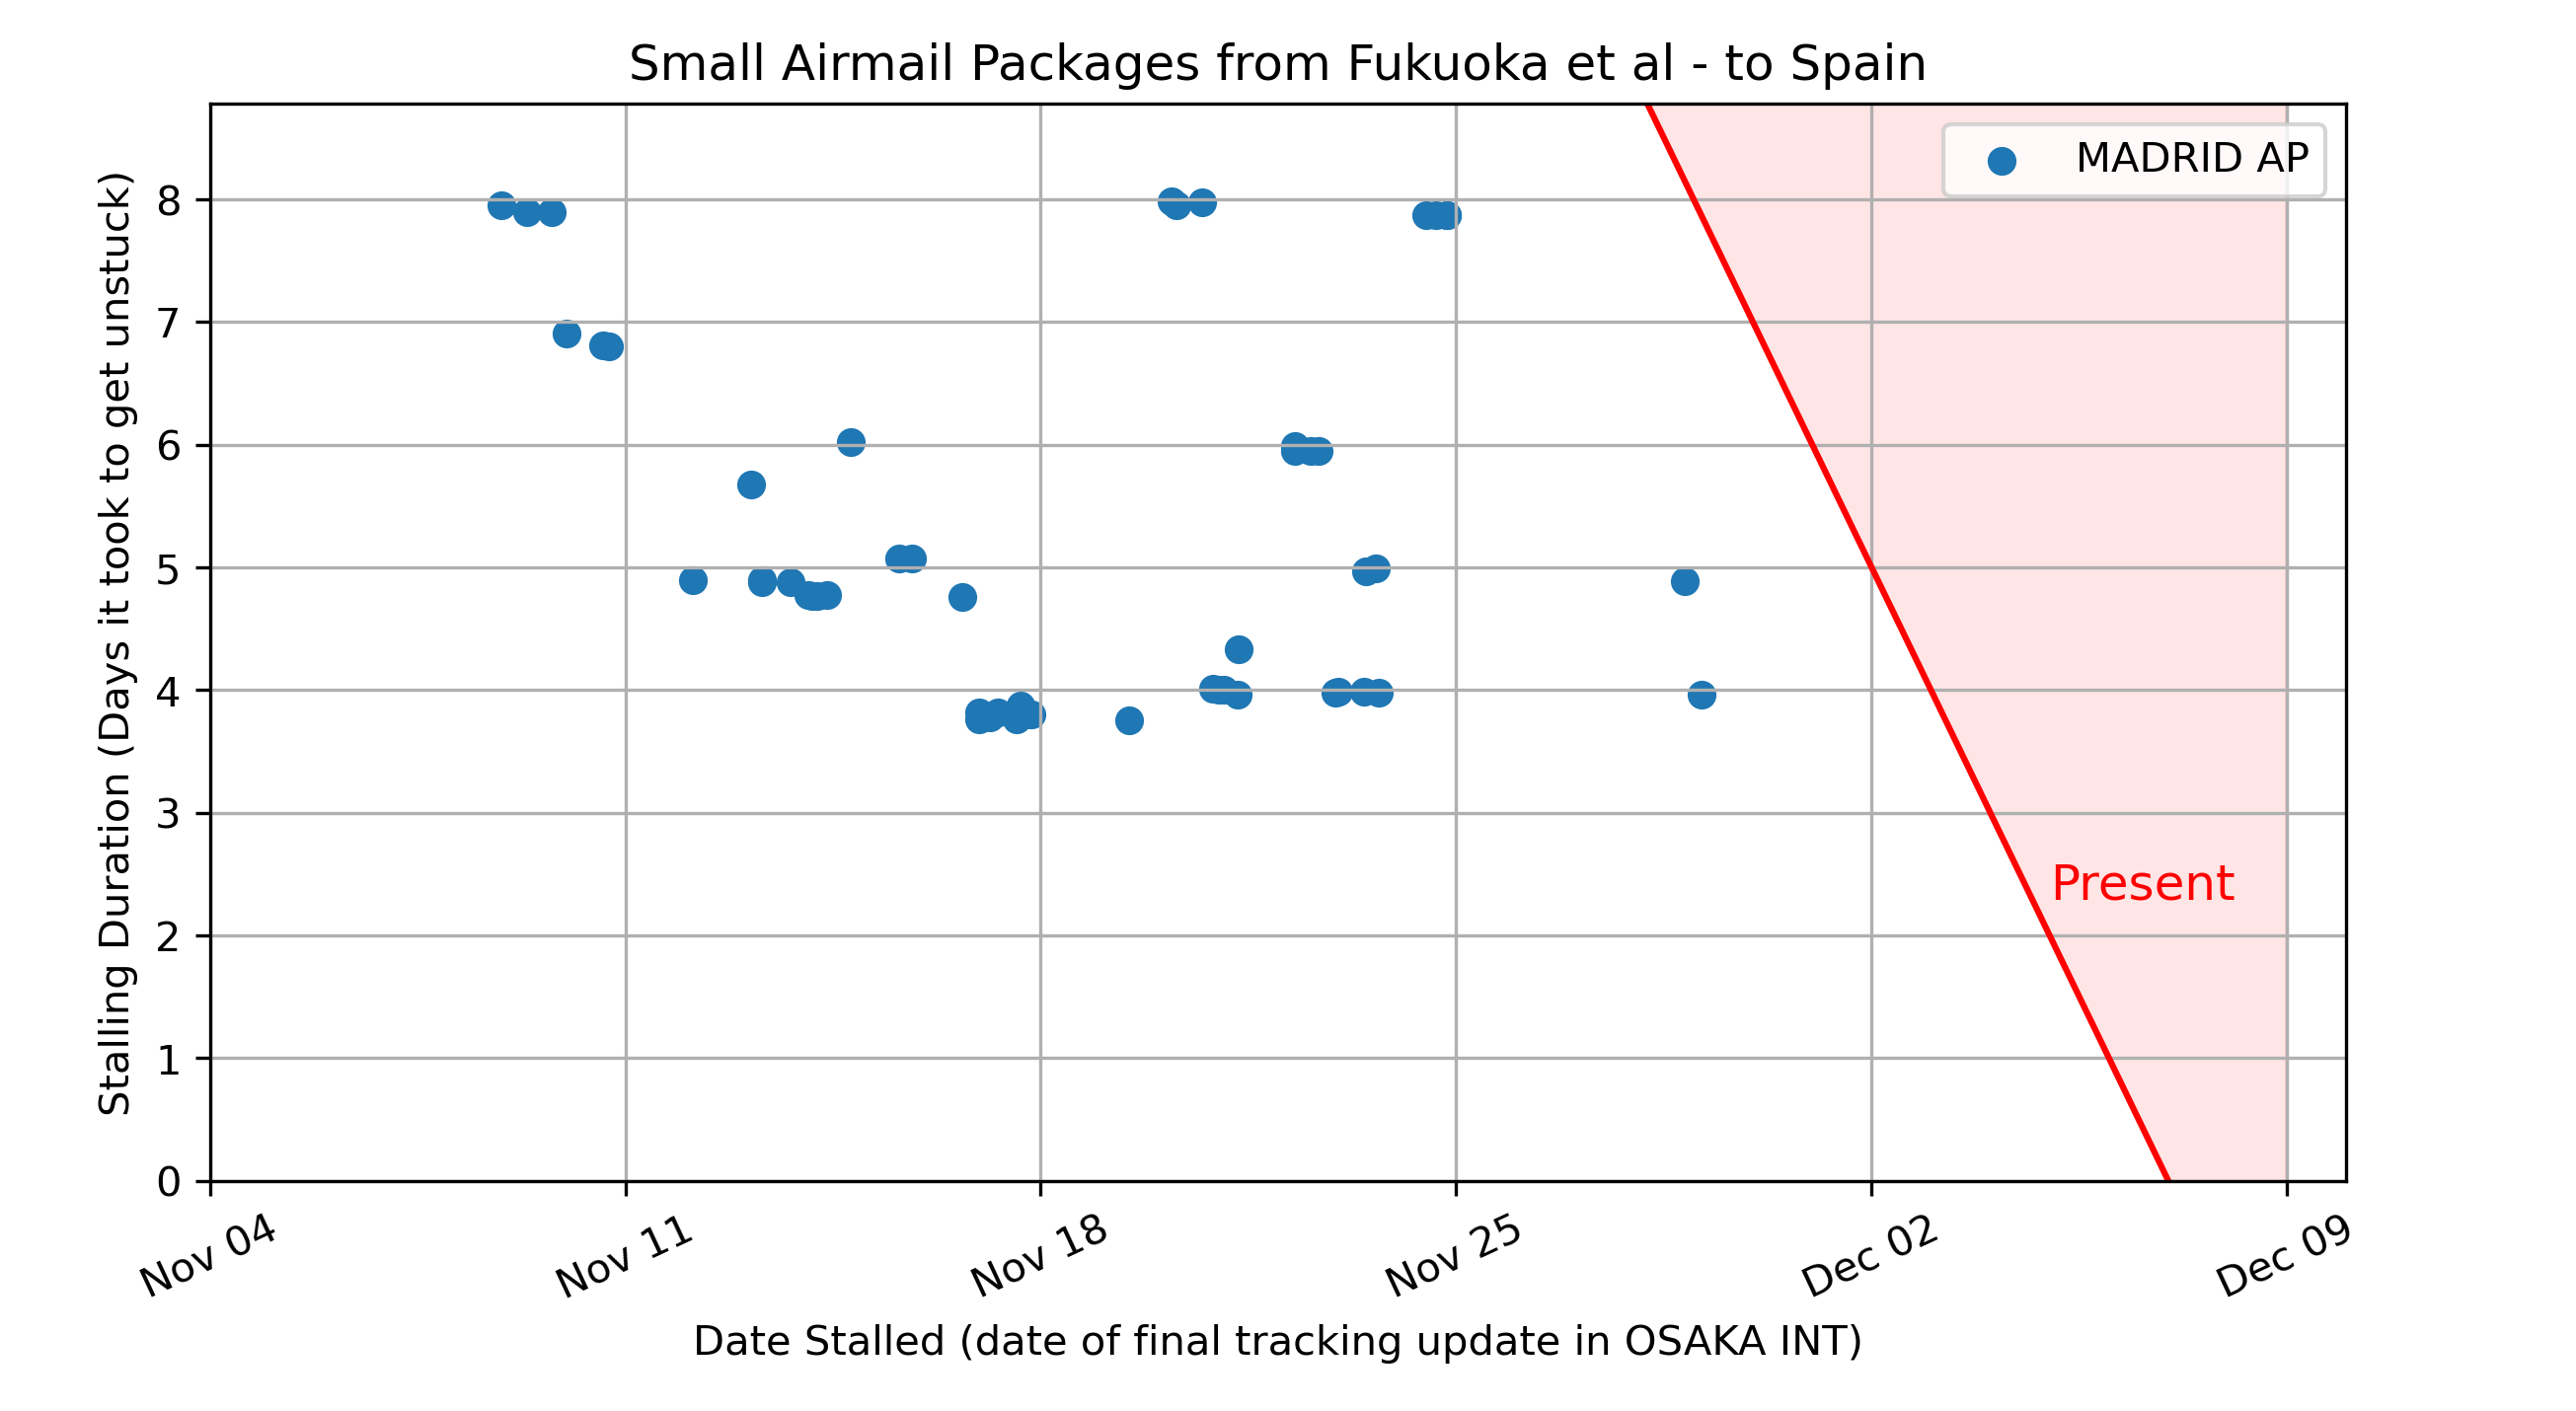 Small Airmail Packages from Fukuoka et al - to Spain
MADRID AP
Stalling Duration (Days it took to get unstuck)
8
7
6
5
4
3
2
1
0
Present
Nov 04
Nov 11
Nov 18
Nov 25
Dec 02
Dec 09
Date Stalled (date of final tracking update in OSAKA INT)